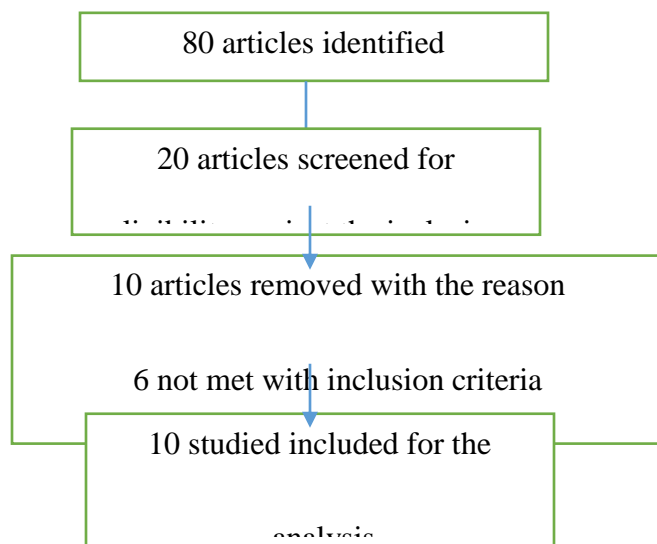 80 articles identified
20 articles screened for
10 articles removed with the reason
6 not met with inclusion criteria
10 studied included for the
analysis